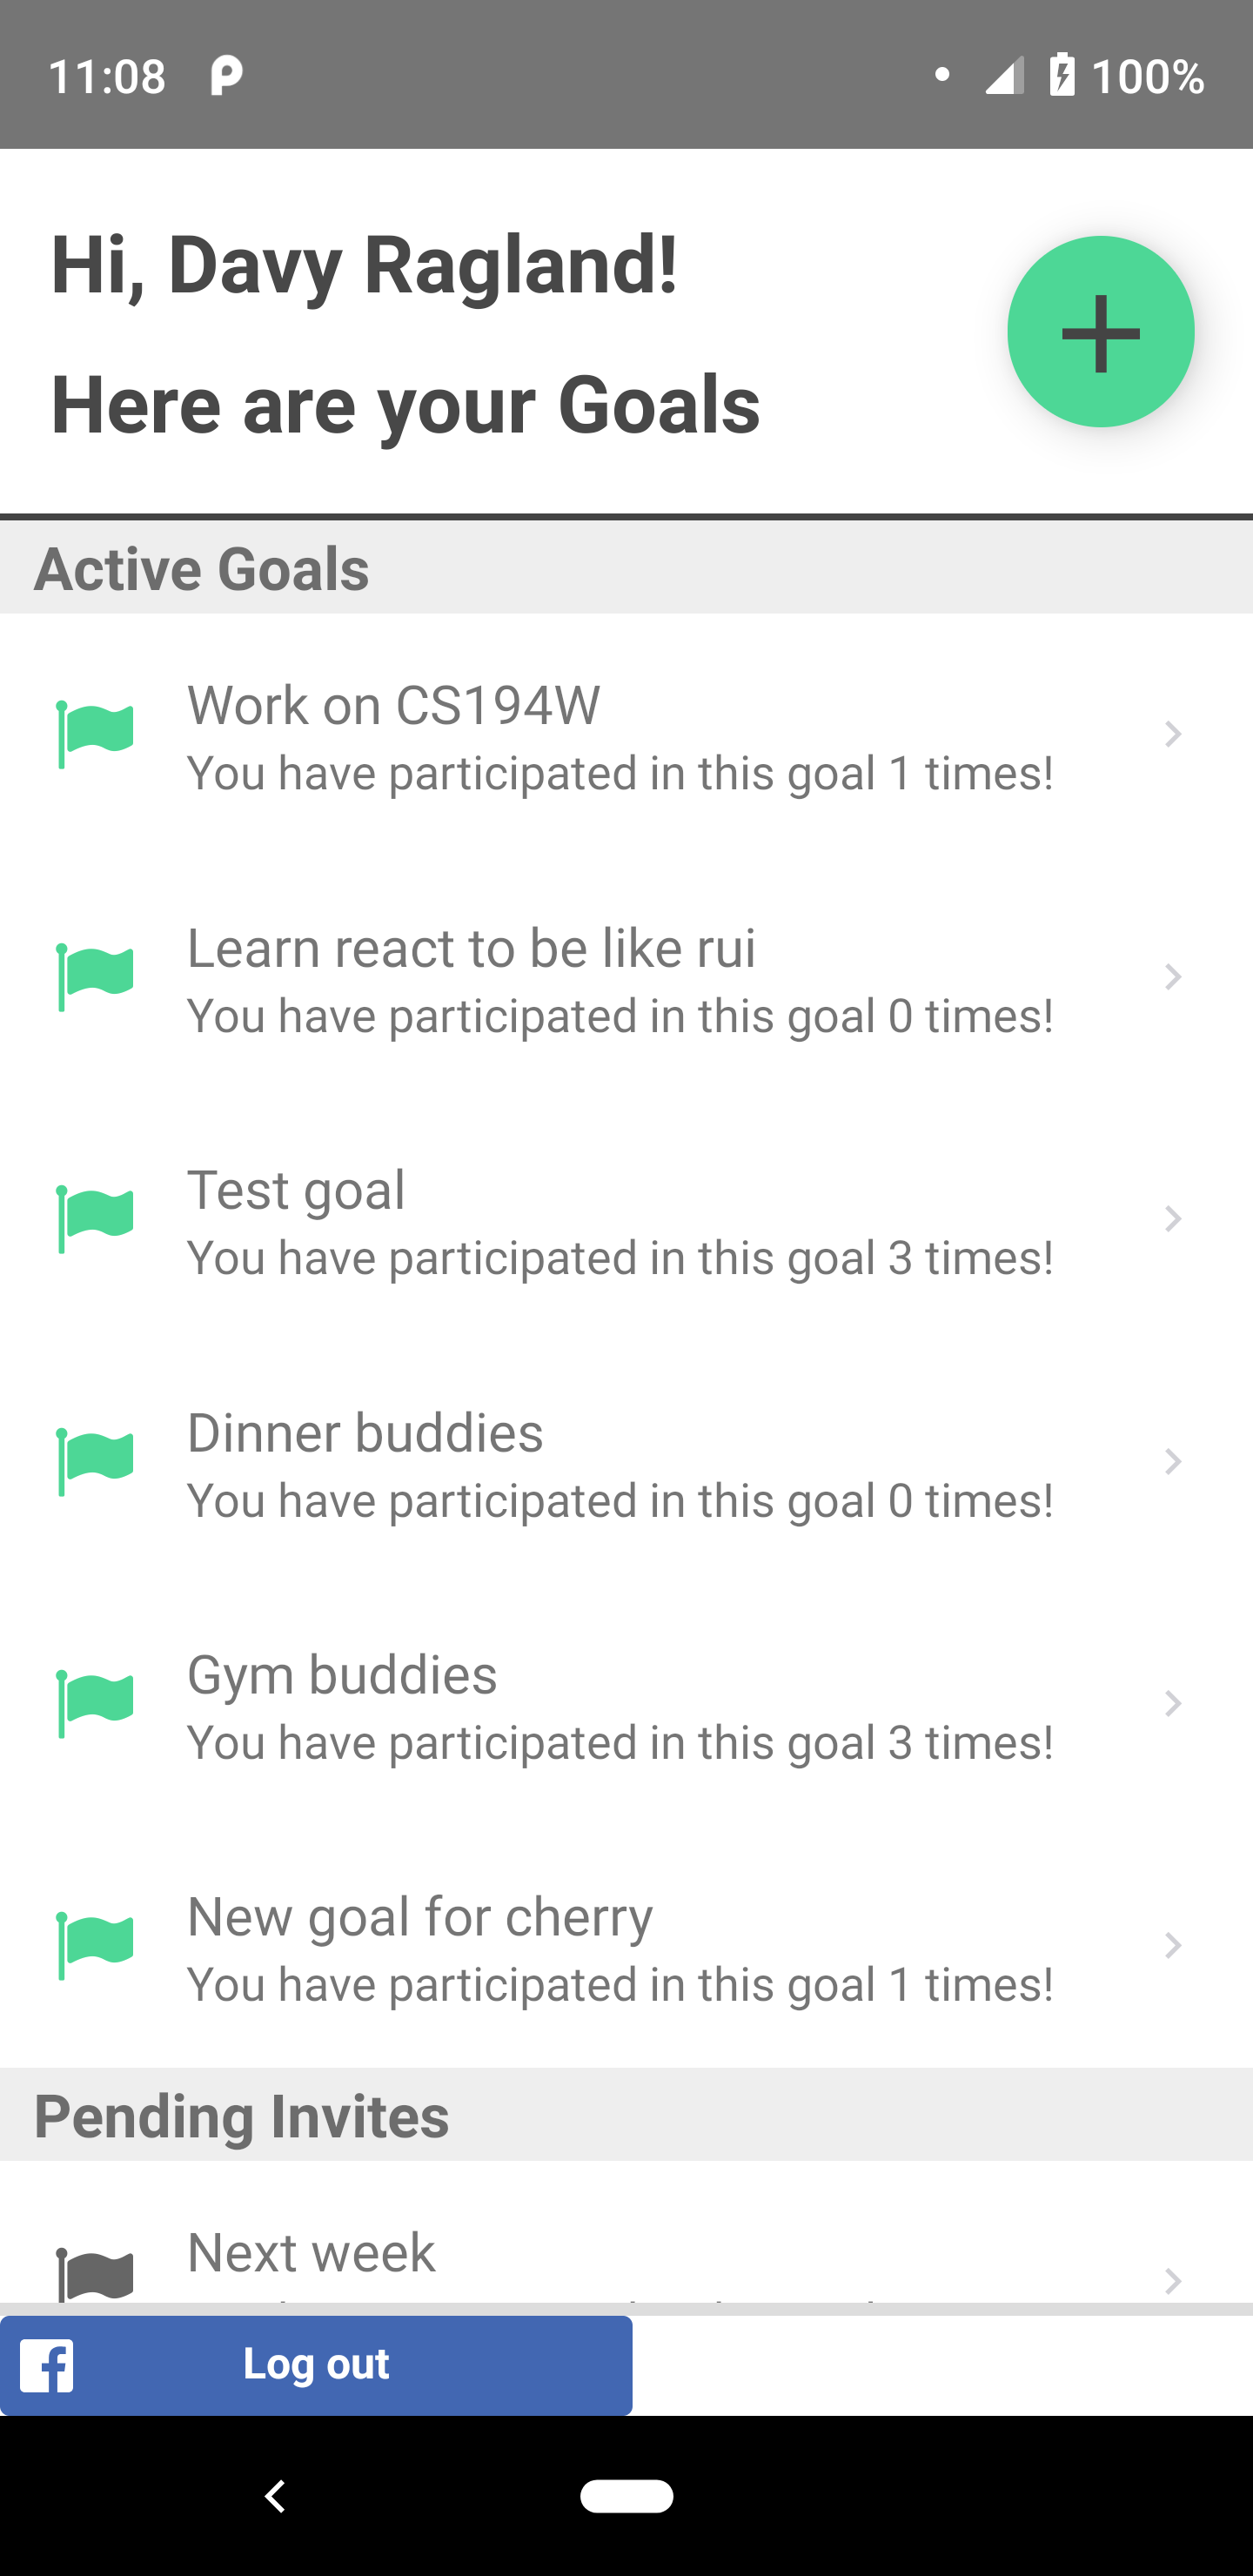 11:08
100%
Hi, Davy Ragland!
Here are your Goals
Active Goals
Work on CS194W
You have participated in this goal 1 times!
Learn react to be like rui
You have participated in this goal 0 times!
Test goal
You have participated in this goal 3 times!
Dinner buddies
You have participated in this goal 0 times!
Gym buddies
You have participated in this goal 3 times!
New goal for cherry
You have participated in this goal 1 times!
Pending Invites
Next week
Log out